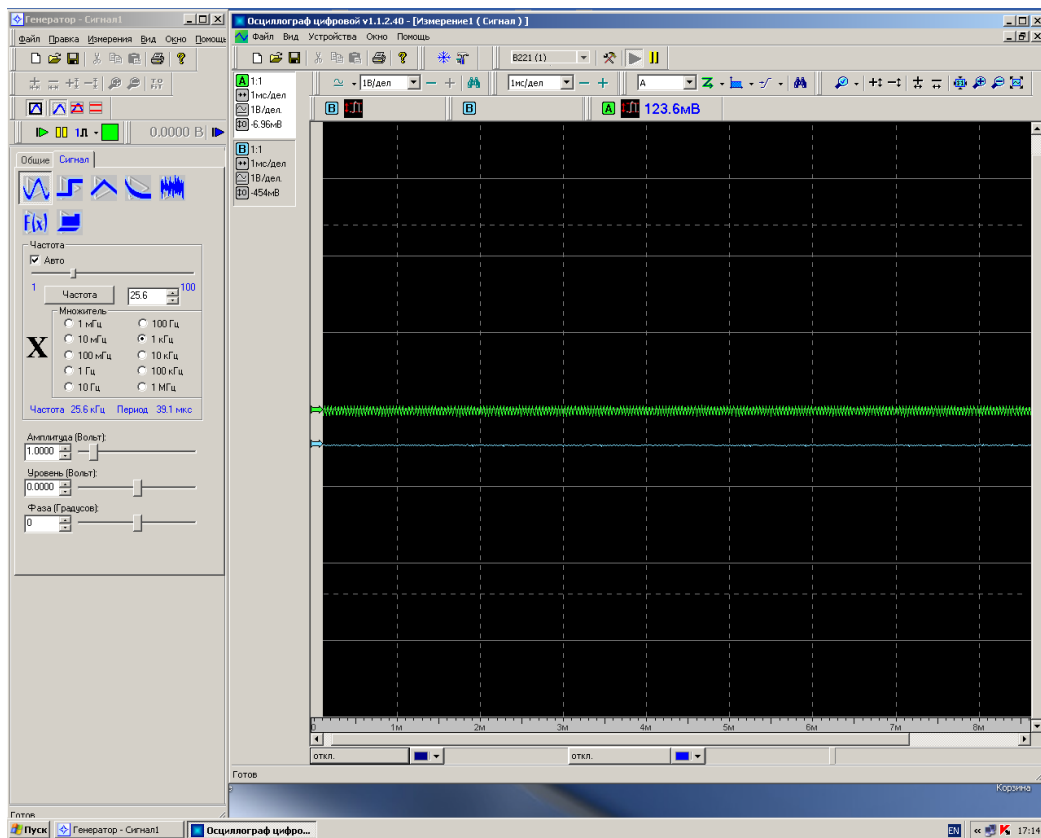 Генератор - Сигнал1
Файл Правка Измерения Вид Окно Помощь
0.0000 В
Общие Сигнал
F(x)
Частота
Авто
1 100
Частота 25.6
Множитель
X
1 мГц 100 Гц
10 мГц 1 кГц
100 мГц 10 кГц
1 Гц 100 кГц
10 Гц 1 МГц
Частота 25.6 кГц Период 39.1 мкс
Амплитуда (Вольт):
1.0000
Уровень (Вольт):
0.0000
Фаза (Градусов):
0
Готов
Осциллограф цифровой v1.1.2.40 - [Измерение1 ( Сигнал ) ]
Файл Вид Устройства Окно Помощь
B221 (1)
A 1:1
1мс/дел
1В/дел.
-6.96мВ
B 1:1
1мс/дел
1В/дел.
-454мВ
1В/дел 1мс/дел A
B B A 123.6мВ
0 1м 2м 3м 4м 5м 6м 7м 8м
откл. откл.
Готов
Корзина
Пуск Генератор - Сигнал1 Осциллограф цифро... EN « 17:14